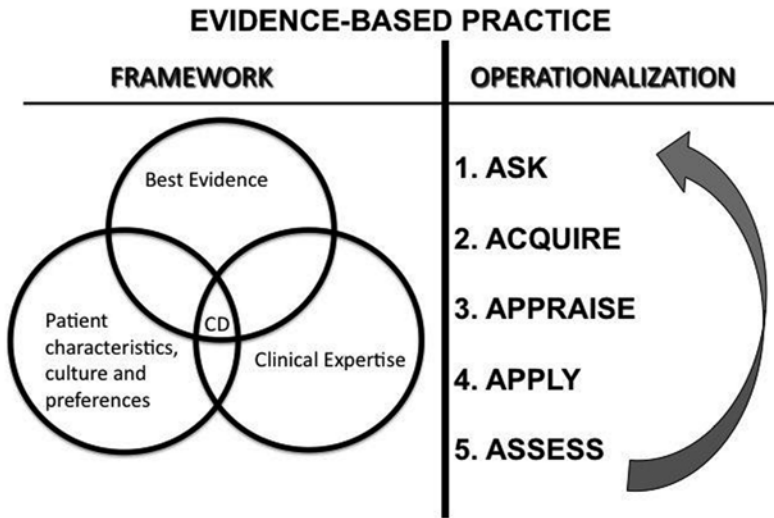 EVIDENCE-BASED PRACTICE
FRAMEWORK
OPERATIONALIZATION
Best Evidence
CD
Patient
characteristics,
culture and
preferences
Clinical Expertise
1. ASK
2. ACQUIRE
3. APPRAISE
4. APPLY
5. ASSESS